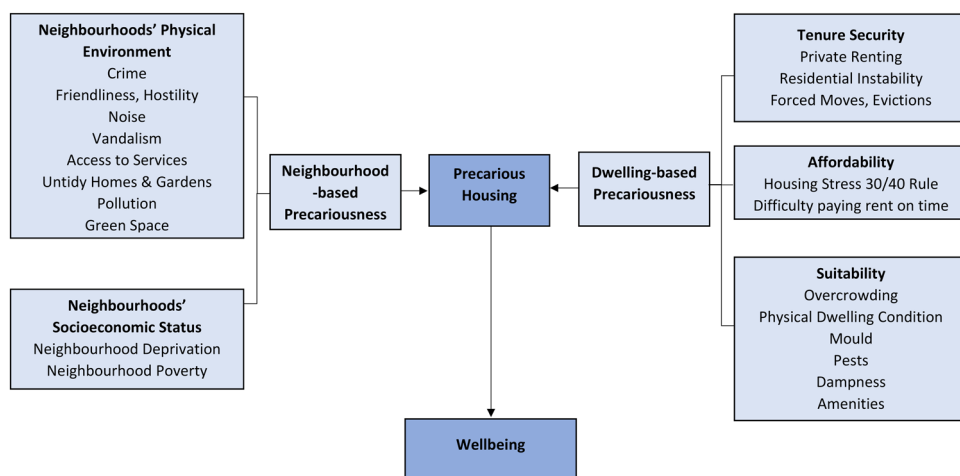 Neighbourhoods’ Physical
Environment
Crime
Friendliness, Hostility
Noise
Vandalism
Access to Services
Untidy Homes & Gardens
Pollution
Green Space
Neighbourhoods’
Socioeconomic Status
Neighbourhood Deprivation
Neighbourhood Poverty
Neighbourhood
-based
Precariousness
Precarious
Housing
Wellbeing
Dwelling-based
Precariousness
Tenure Security
Private Renting
Residential Instability
Forced Moves, Evictions
Affordability
Housing Stress 30/40 Rule
Difficulty paying rent on time
Suitability
Overcrowding
Physical Dwelling Condition
Mould
Pests
Dampness
Amenities